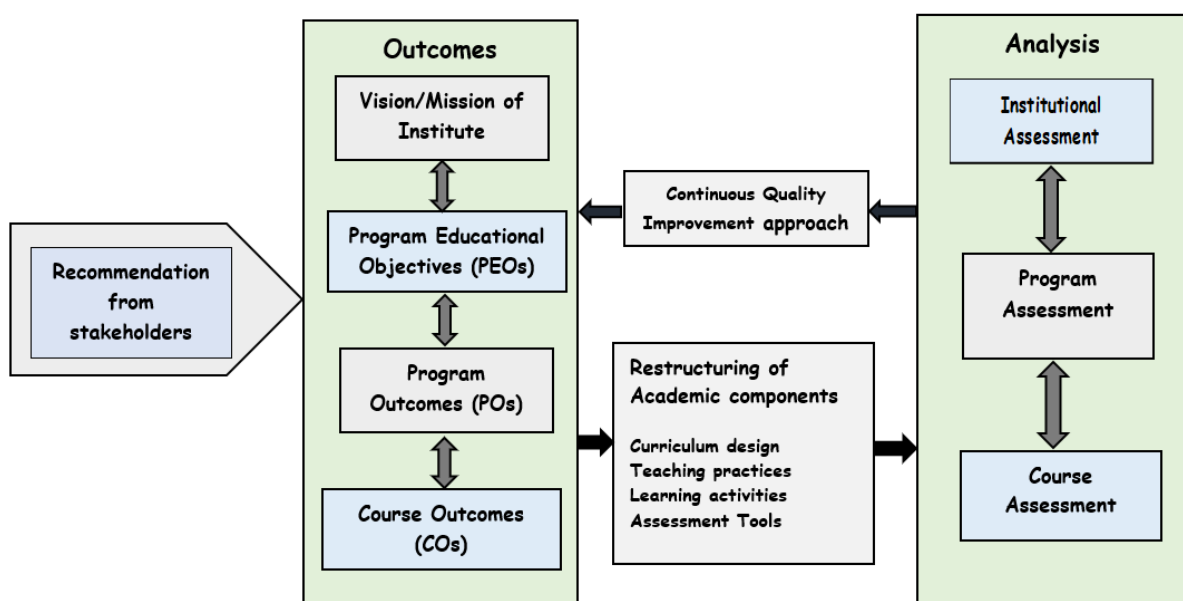 Recommendation
from
stakeholders
Outcomes
Vision/Mission of
Institute
Program Educational
Objectives (PEOs)
Program
Outcomes (POs)
Course Outcomes
(COs)
Continuous Quality
Improvement approach
Restructuring of
Academic components
Curriculum design
Teaching practices
Learning activities
Assessment Tools
Analysis
Institutional
Assessment
Program
Assessment
Course
Assessment